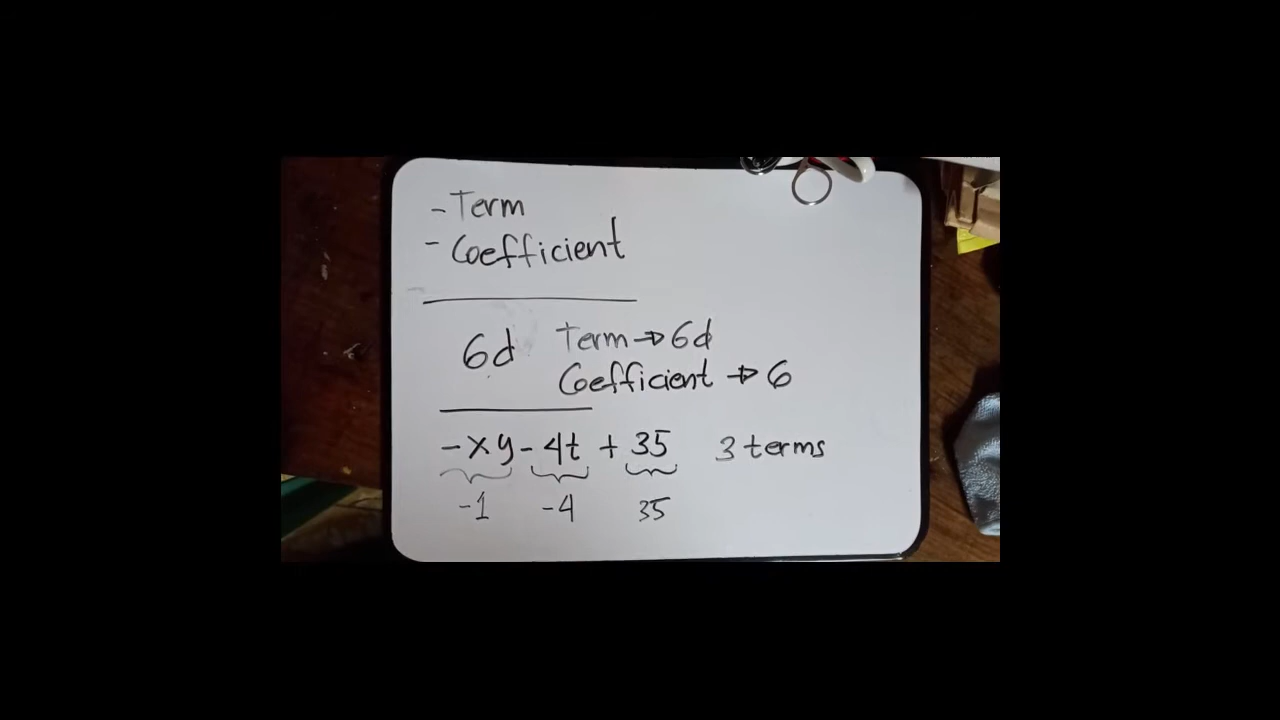 - Term
- Coefficient
6d Term → 6d
Coefficient → 6
-xy - 4t + 35 3 terms
-1 -4 35